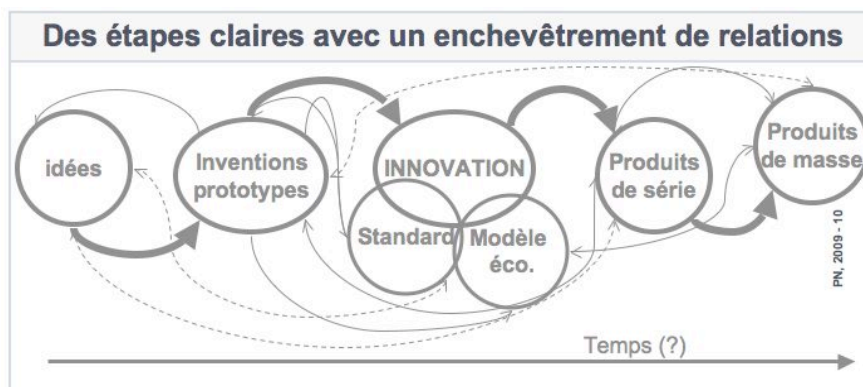 Des étapes claires avec un enchevêtrement de relations
idées
Inventions
prototypes
INNOVATION
Standard
Modèle
éco.
Produits
de série
Produits
de masse
PN, 2009 - 10
Temps (?)